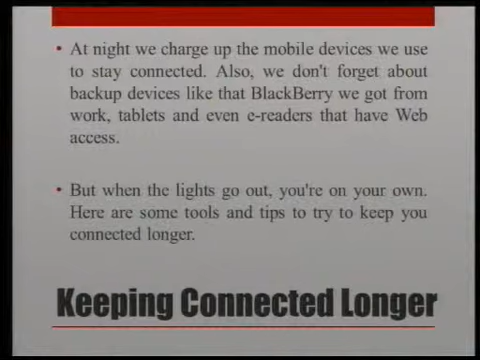 • At night we charge up the mobile devices we use
to stay connected. Also, we don't forget about
backup devices like that BlackBerry we got from
work, tablets and even e-readers that have Web
access.
• But when the lights go out, you're on your own.
Here are some tools and tips to try to keep you
connected longer.
Keeping Connected Longer